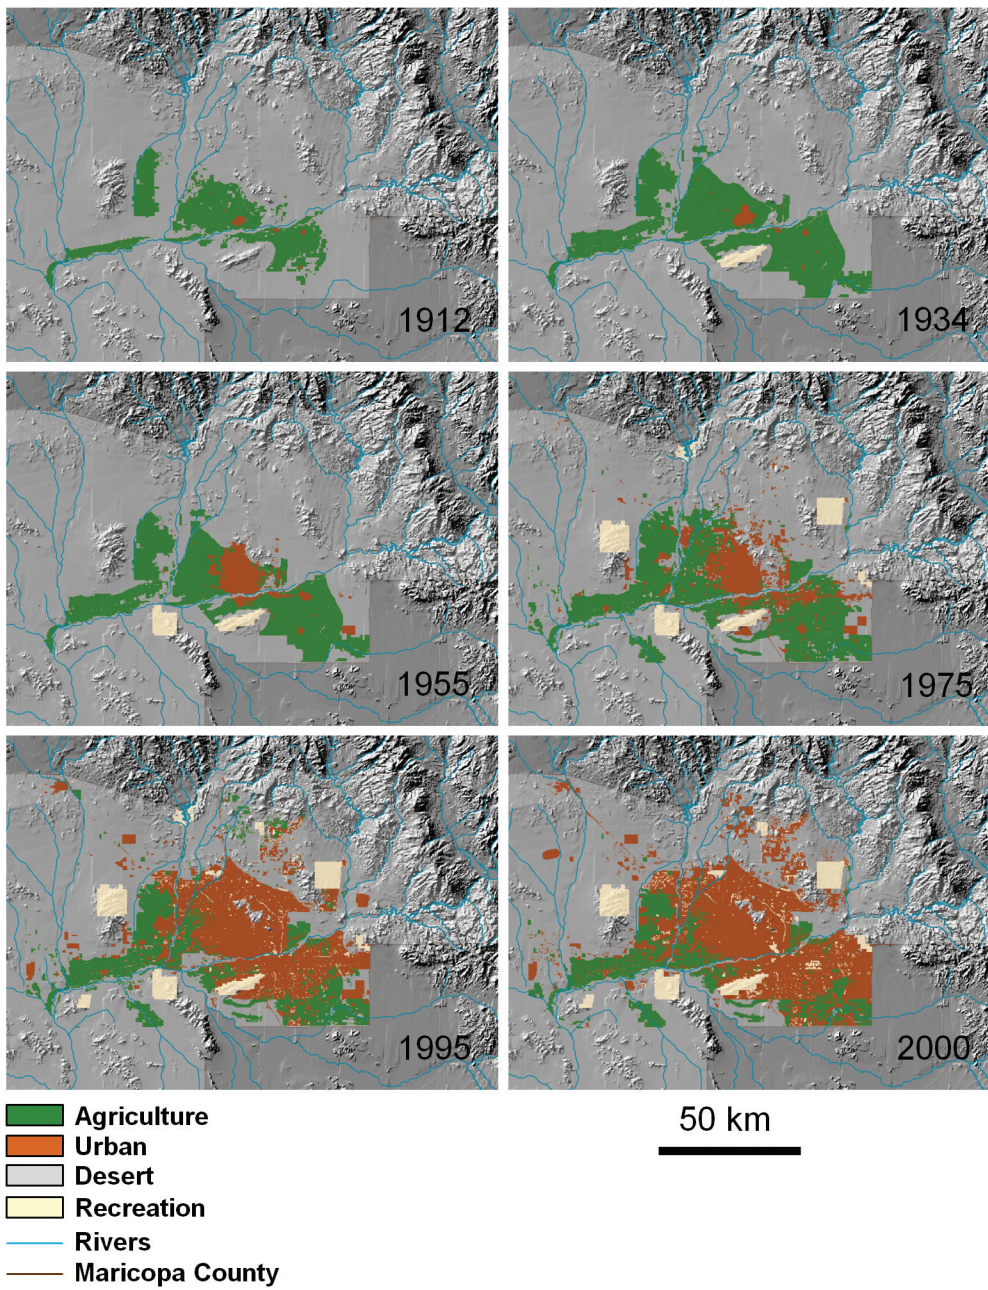 1912
1934
1955
1975
1995
2000
Agriculture
Urban
Desert
Recreation
Rivers
Maricopa County
50 km